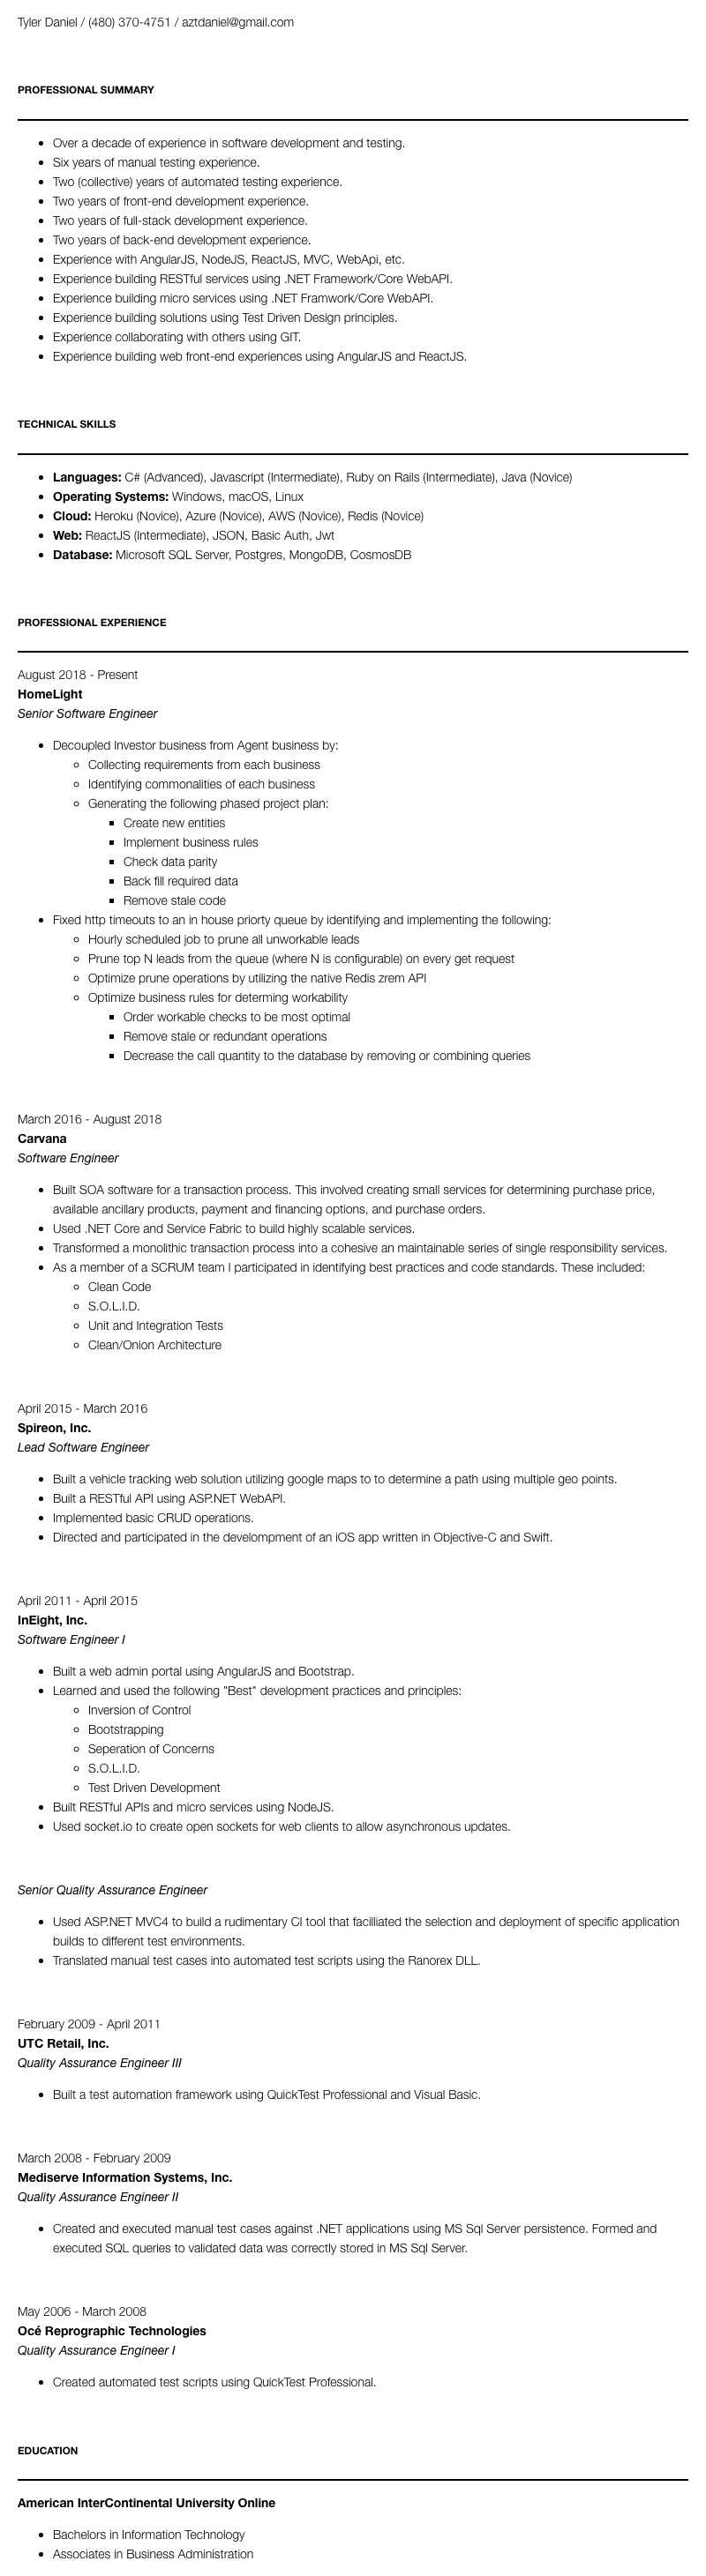 Tyler Daniel / (480) 370-4751 / aztdaniel@gmail.com
PROFESSIONAL SUMMARY
Over a decade of experience in software development and testing.
Six years of manual testing experience.
Two (collective) years of automated testing experience.
Two years of front-end development experience.
Two years of full-stack development experience.
Two years of back-end development experience.
Experience with AngularJS, NodeJS, ReactJS, MVC, WebApi, etc.
Experience building RESTful services using .NET Framework/Core WebAPI.
Experience building micro services using .NET Framwork/Core WebAPI.
Experience building solutions using Test Driven Design principles.
Experience collaborating with others using GIT.
Experience building web front-end experiences using AngularJS and ReactJS.
TECHNICAL SKILLS
Languages: C# (Advanced), Javascript (Intermediate), Ruby on Rails (Intermediate), Java (Novice)
Operating Systems: Windows, macOS, Linux
Cloud: Heroku (Novice), Azure (Novice), AWS (Novice), Redis (Novice)
Web: ReactJS (Intermediate), JSON, Basic Auth, Jwt
Database: Microsoft SQL Server, Postgres, MongoDB, CosmosDB
PROFESSIONAL EXPERIENCE
August 2018 - Present
HomeLight
Senior Software Engineer
Decoupled Investor business from Agent business by:
Collecting requirements from each business
Identifying commonalities of each business
Generating the following phased project plan:
Create new entities
Implement business rules
Check data parity
Back fill required data
Remove stale code
Fixed http timeouts to an in house priorty queue by identifying and implementing the following:
Hourly scheduled job to prune all unworkable leads
Prune top N leads from the queue (where N is configurable) on every get request
Optimize prune operations by utilizing the native Redis zrem API
Optimize business rules for determing workability
Order workable checks to be most optimal
Remove stale or redundant operations
Decrease the call quantity to the database by removing or combining queries
March 2016 - August 2018
Carvana
Software Engineer
Built SOA software for a transaction process. This involved creating small services for determining purchase price,
available ancillary products, payment and financing options, and purchase orders.
Used .NET Core and Service Fabric to build highly scalable services.
Transformed a monolithic transaction process into a cohesive an maintainable series of single responsibility services.
As a member of a SCRUM team I participated in identifying best practices and code standards. These included:
Clean Code
S.O.L.I.D.
Unit and Integration Tests
Clean/Onion Architecture
April 2015 - March 2016
Spireon, Inc.
Lead Software Engineer
Built a vehicle tracking web solution utilizing google maps to to determine a path using multiple geo points.
Built a RESTful API using ASP.NET WebAPI.
Implemented basic CRUD operations.
Directed and participated in the develompment of an iOS app written in Objective-C and Swift.
April 2011 - April 2015
InEight, Inc.
Software Engineer I
Built a web admin portal using AngularJS and Bootstrap.
Learned and used the following "Best" development practices and principles:
Inversion of Control
Bootstrapping
Seperation of Concerns
S.O.L.I.D.
Test Driven Development
Built RESTful APIs and micro services using NodeJS.
Used socket.io to create open sockets for web clients to allow asynchronous updates.
Senior Quality Assurance Engineer
Used ASP.NET MVC4 to build a rudimentary CI tool that facilliated the selection and deployment of specific application
builds to different test environments.
Translated manual test cases into automated test scripts using the Ranorex DLL.
February 2009 - April 2011
UTC Retail, Inc.
Quality Assurance Engineer III
Built a test automation framework using QuickTest Professional and Visual Basic.
March 2008 - February 2009
Mediserve Information Systems, Inc.
Quality Assurance Engineer II
Created and executed manual test cases against .NET applications using MS Sql Server persistence. Formed and
executed SQL queries to validated data was correctly stored in MS Sql Server.
May 2006 - March 2008
Océ Reprographic Technologies
Quality Assurance Engineer I
Created automated test scripts using QuickTest Professional.
EDUCATION
American InterContinental University Online
Bachelors in Information Technology
Associates in Business Administration